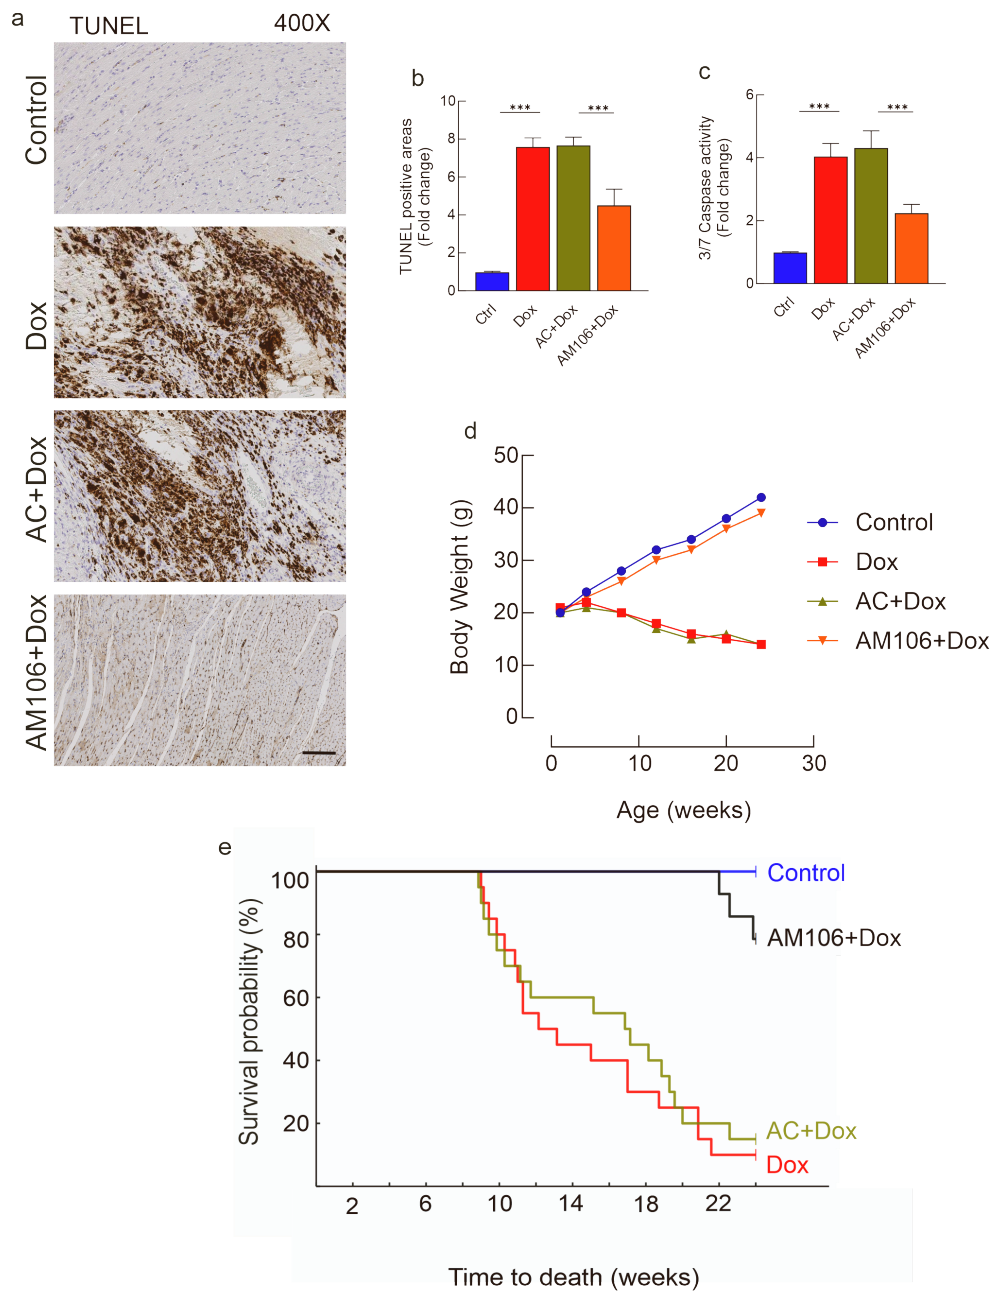 a
TUNEL 400X
Control
Dox
AC+Dox
AM106+Dox
b
TUNEL positive areas
(Fold change)
10
8
6
4
2
0
*** ***
Ctrl
Dox
AC+Dox
AM106+Dox
c
3/7 Caspase activity
(Fold change)
6
4
2
0
*** ***
Ctrl
Dox
AC+Dox
AM106+Dox
d
Body Weight (g)
50
40
30
20
10
0
0 10 20 30
Age (weeks)
Control
Dox
AC+Dox
AM106+Dox
e
Survival probability (%)
100
80
60
40
20
Control
AM106+Dox
AC+Dox
Dox
2 6 10 14 18 22
Time to death (weeks)